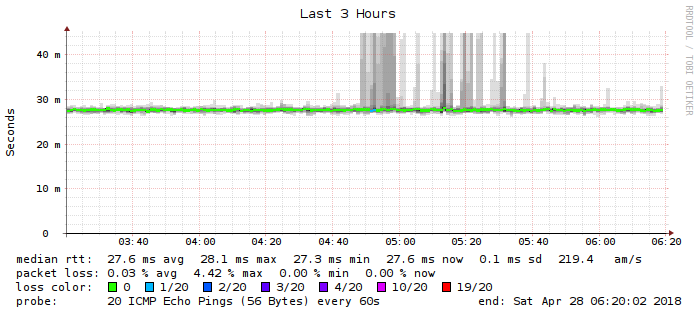 Last 3 Hours
RRDTOOL / TOBI OETIKER
Seconds
40 m
30 m
20 m
10 m
0
03:40 04:00 04:20 04:40 05:00 05:20 05:40 06:00 06:20
median rtt: 27.6 ms avg 28.1 ms max 27.3 ms min 27.6 ms now 0.1 ms sd 219.4 am/s
packet loss: 0.03 % avg 4.42 % max 0.00 % min 0.00 % now
loss color: 0 1/20 2/20 3/20 4/20 10/20 19/20
probe: 20 ICMP Echo Pings (56 Bytes) every 60s end: Sat Apr 28 06:20:02 2018